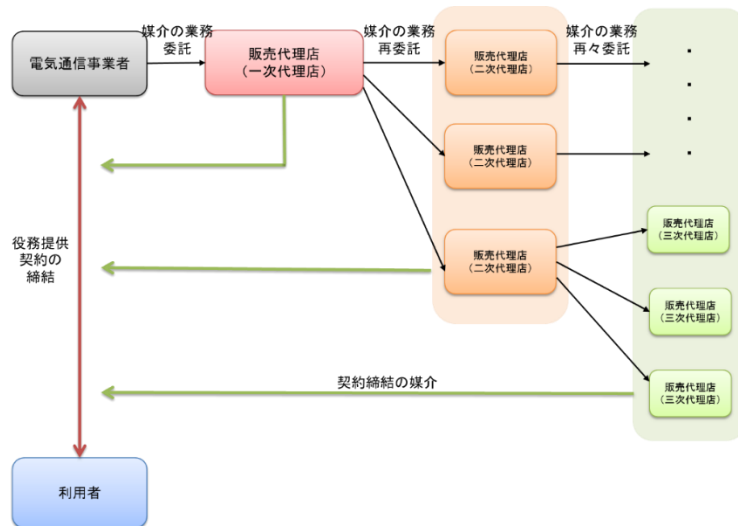 媒介の業務
委託
媒介の業務
再委託
媒介の業務
再々委託
電気通信事業者
販売代理店
（一次代理店）
販売代理店
（二次代理店）
販売代理店
（二次代理店）
販売代理店
（二次代理店）
販売代理店
（三次代理店）
販売代理店
（三次代理店）
販売代理店
（三次代理店）
役務提供
契約の
締結
契約締結の媒介
利用者